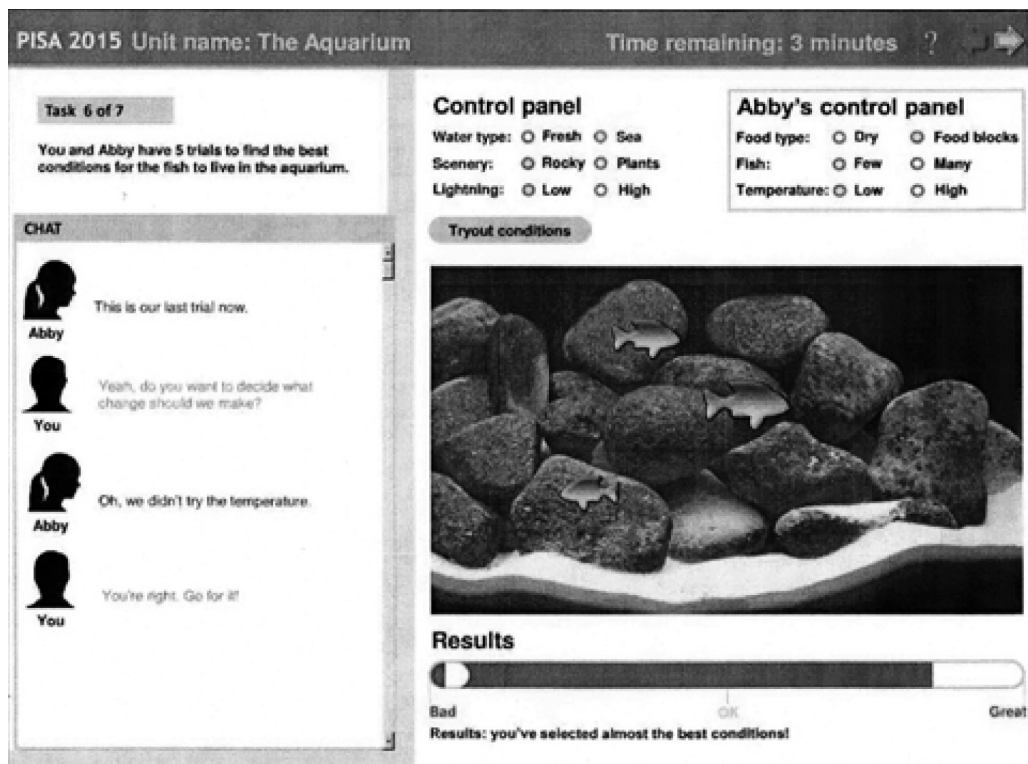 PISA 2015 Unit name: The Aquarium
Time remaining: 3 minutes ?
Task 6 of 7
You and Abby have 5 trials to find the best
conditions for the fish to live in the aquarium.
CHAT
This is our last trial now.
Abby
Yeah, do you want to decide what
change should we make?
You
Oh, we didn't try the temperature.
Abby
You're right. Go for it!
You
Control panel
Water type: Fresh Sea
Scenery: Rocky Plants
Lightning: Low High
Abby's control panel
Food type: Dry Food blocks
Fish: Few Many
Temperature: Low High
Tryout conditions
Results
Bad OK Great
Results: you've selected almost the best conditions!